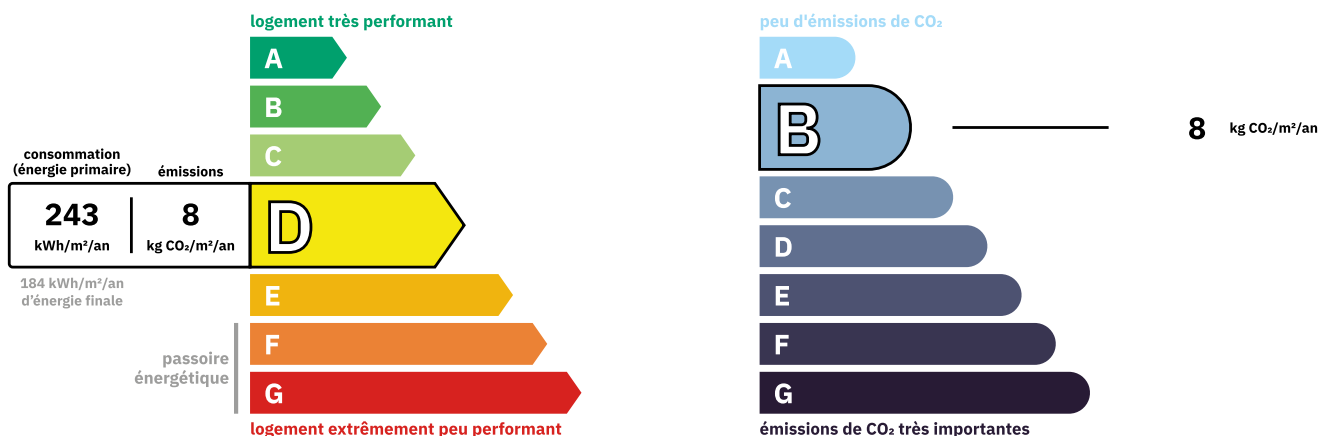 logement très performant
A
B
C
consommation
(énergie primaire)
émissions
243
kWh/m²/an
8
kg CO₂/m²/an
D
184 kWh/m²/an
d'énergie finale
E
F
passoire
énergétique
G
logement extrêmement peu performant
peu d'émissions de CO₂
A
B
8 kg CO₂/m²/an
C
D
E
F
G
émissions de CO₂ très importantes